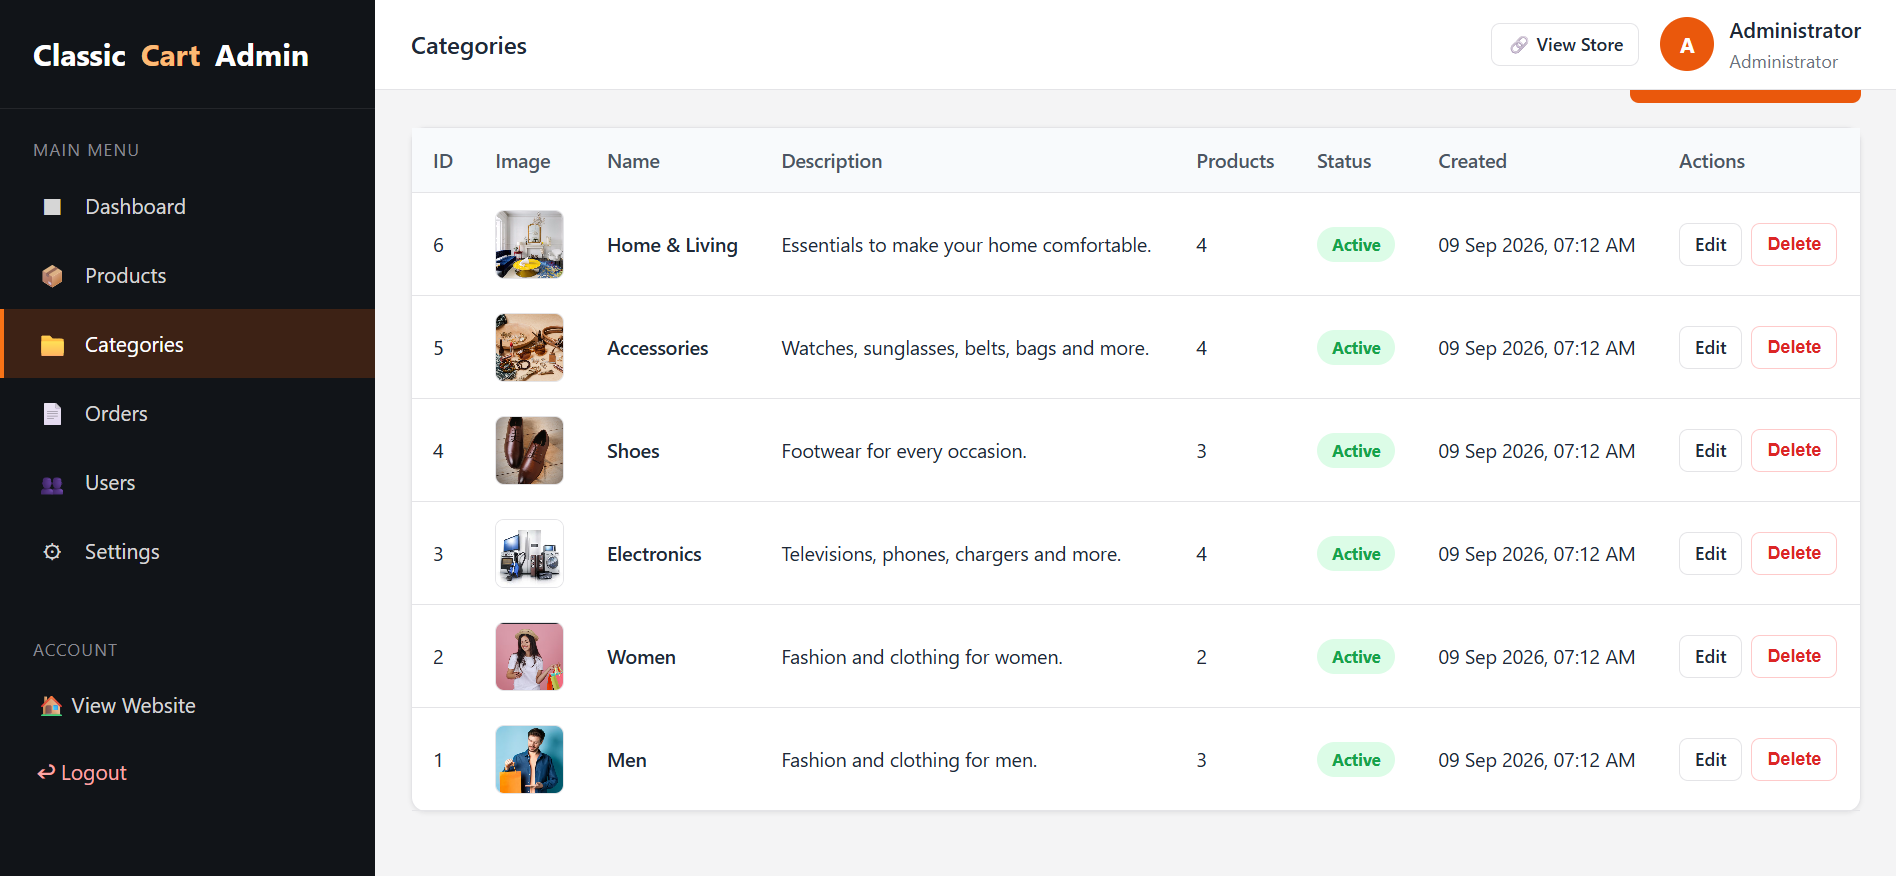 Classic Cart Admin
MAIN MENU
Dashboard
Products
Categories
Orders
Users
Settings
ACCOUNT
View Website
Logout
Categories
View Store
A
Administrator
Administrator
ID Image Name Description Products Status Created Actions
6 Home & Living Essentials to make your home comfortable. 4 Active 09 Sep 2026, 07:12 AM Edit Delete
5 Accessories Watches, sunglasses, belts, bags and more. 4 Active 09 Sep 2026, 07:12 AM Edit Delete
4 Shoes Footwear for every occasion. 3 Active 09 Sep 2026, 07:12 AM Edit Delete
3 Electronics Televisions, phones, chargers and more. 4 Active 09 Sep 2026, 07:12 AM Edit Delete
2 Women Fashion and clothing for women. 2 Active 09 Sep 2026, 07:12 AM Edit Delete
1 Men Fashion and clothing for men. 3 Active 09 Sep 2026, 07:12 AM Edit Delete